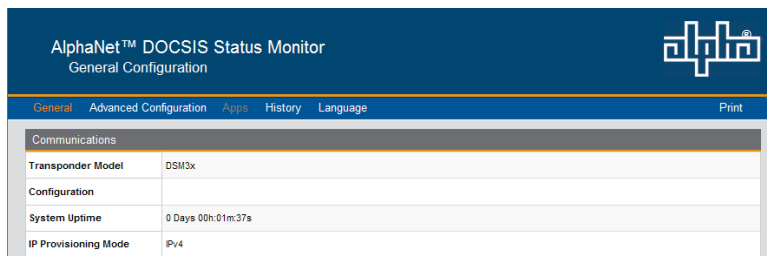 AlphaNet™ DOCSIS Status Monitor
General Configuration
alpha®
General Advanced Configuration Apps History Language Print
Communications
Transponder Model DSM3x
Configuration
System Uptime 0 Days 00h:01m:37s
IP Provisioning Mode IPv4